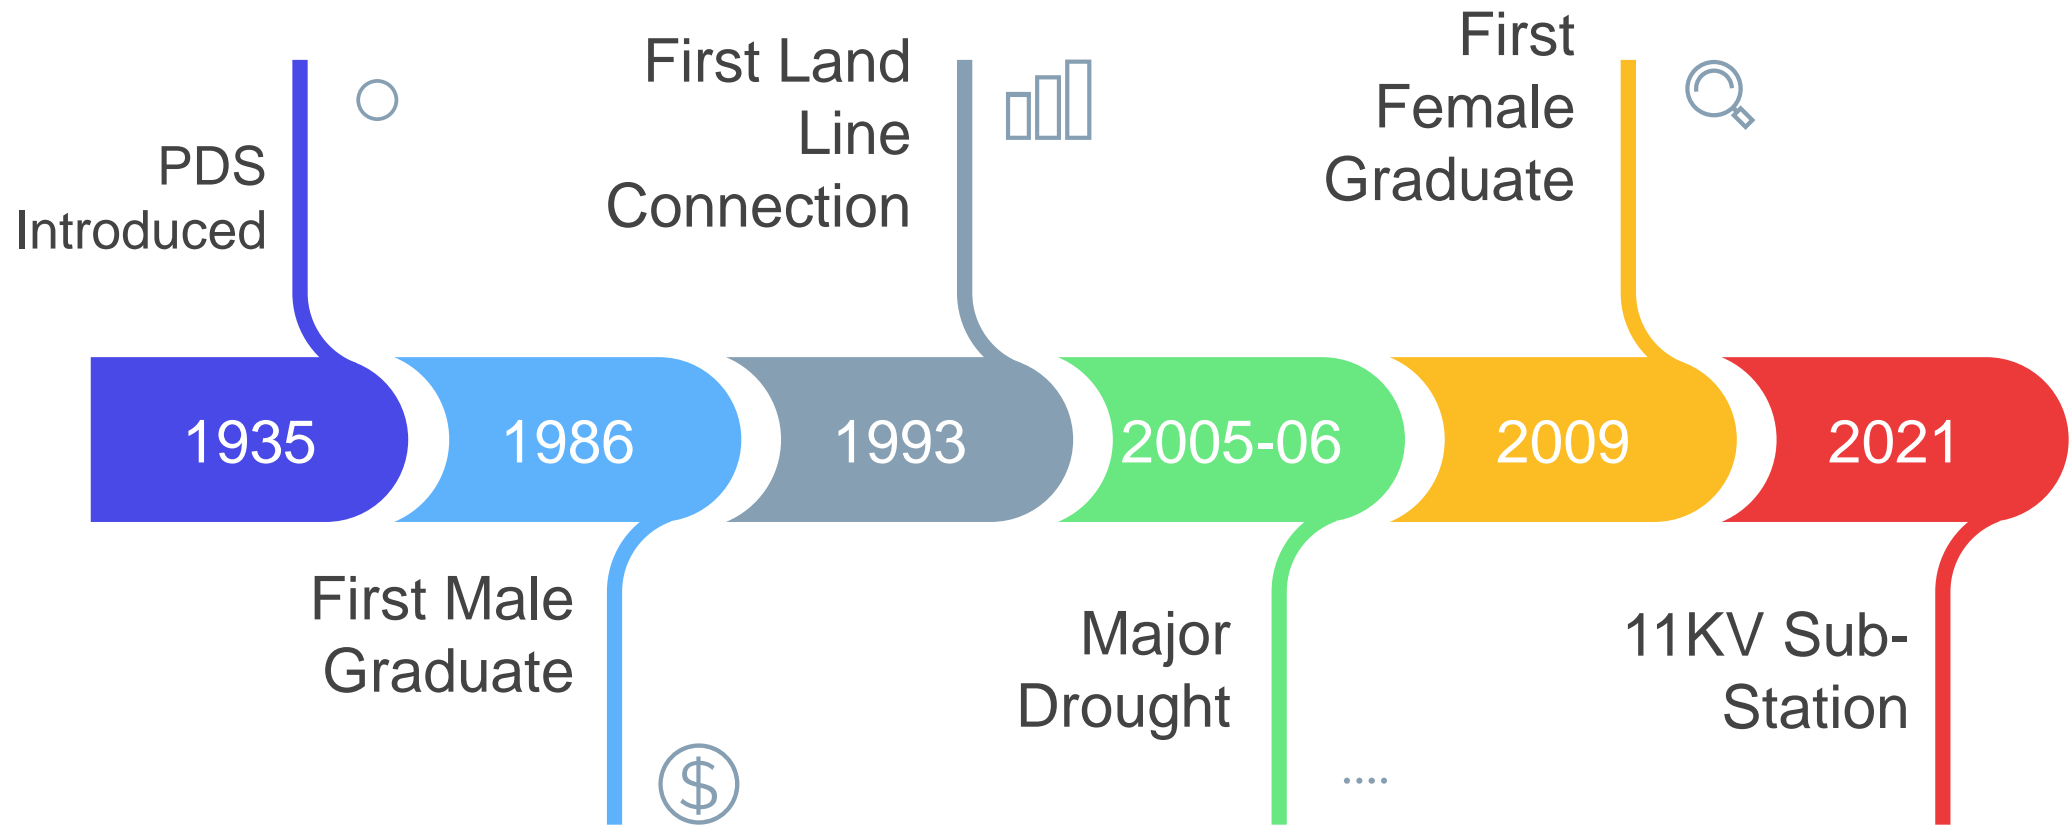 PDS
Introduced
First Land
Line
Connection
First
Female
Graduate
1935
1986
1993
2005-06
2009
2021
First Male
Graduate
Major
Drought
11KV Sub-
Station
$